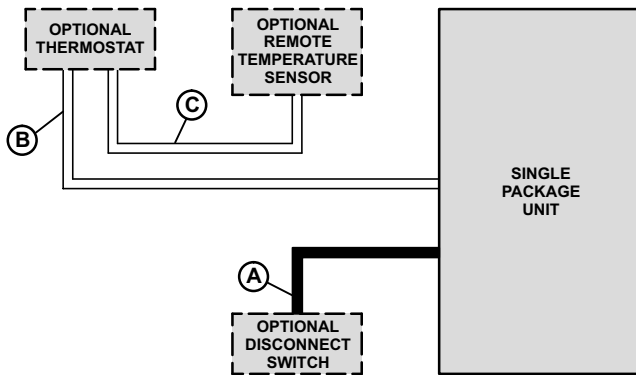 OPTIONAL
THERMOSTAT
OPTIONAL
REMOTE
TEMPERATURE
SENSOR
B
C
SINGLE
PACKAGE
UNIT
A
OPTIONAL
DISCONNECT
SWITCH